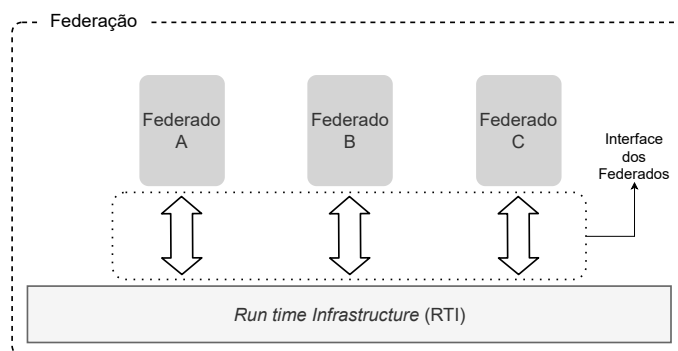 Federação
Federado
A
Federado
B
Federado
C
Interface
dos
Federados
Run time Infrastructure (RTI)